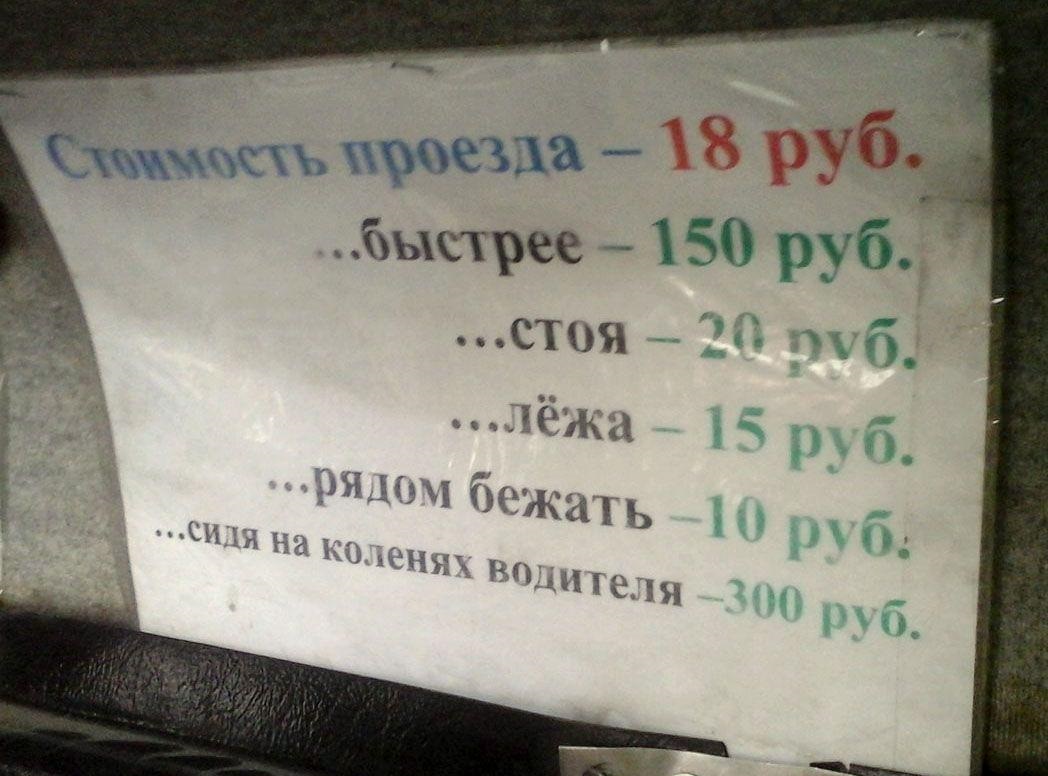 Стоимость проезда – 18 руб.
...быстрее – 150 руб.
...стоя – 20 руб.
...лёжа – 15 руб.
...рядом бежать –10 руб.
...сидя на коленях водителя –300 руб.